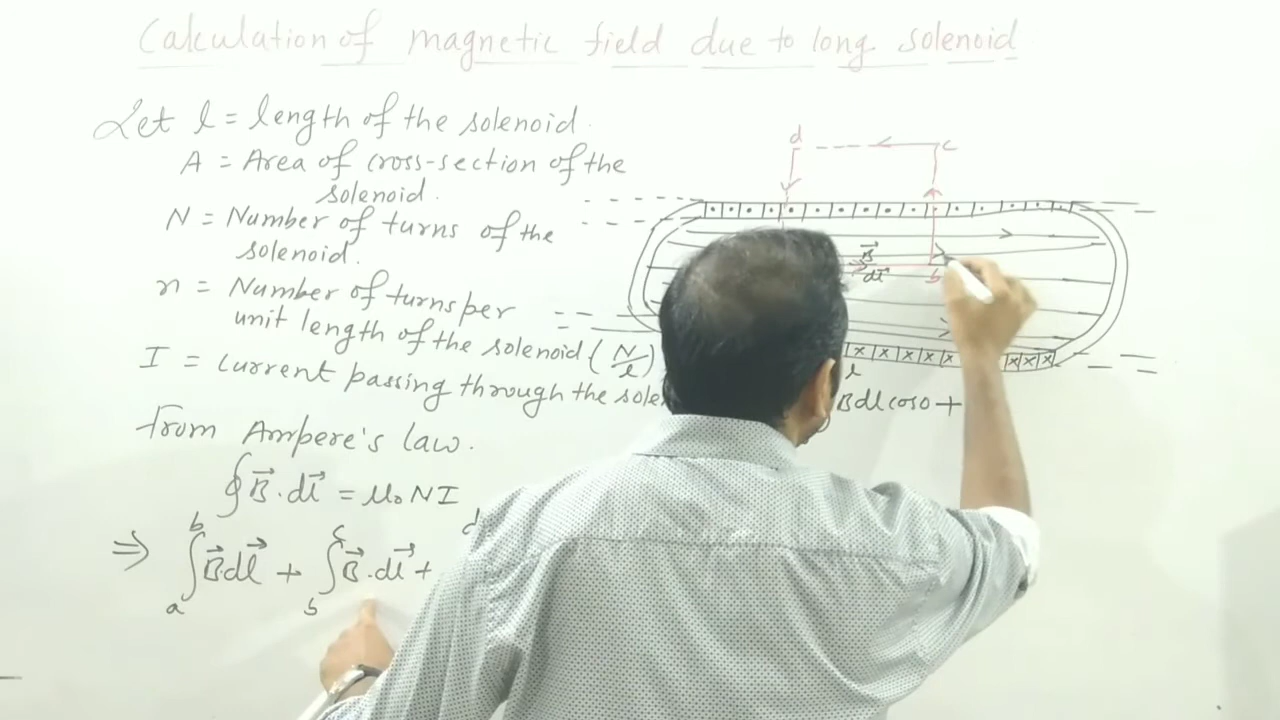 Calculation of magnetic field due to long solenoid
Let l = length of the solenoid.
A = Area of cross-section of the
solenoid.
N = Number of turns of the
solenoid.
n = Number of turns per
unit length of the solenoid (N/l)
I = current passing through the sole
From Ampere's law.
∮B⃗.dl⃗ = μ₀NI
⇒ ∫ₐᵇ B⃗dl⃗ + ∫ᵦᶜ B⃗.dl⃗ +
d
d
c
B⃗
dl⃗
b
x x x x x x x x
l
Bdl cos0 +